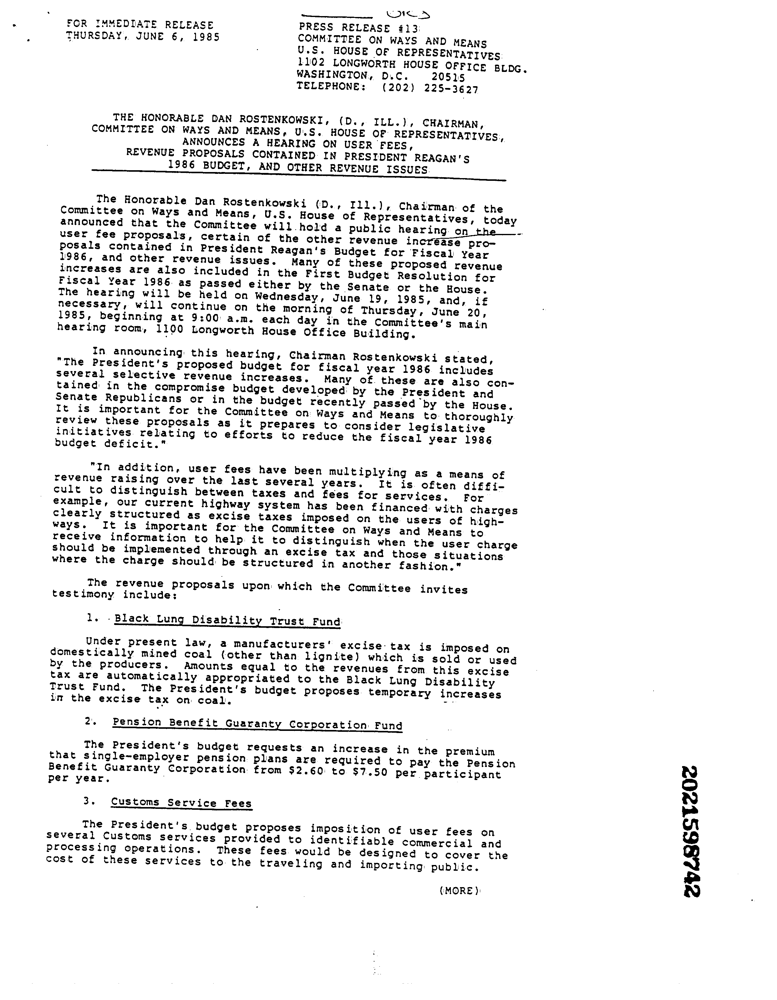 FOR IMMEDIATE RELEASE
THURSDAY, JUNE 6, 1985
PRESS RELEASE #13
COMMITTEE ON WAYS AND MEANS
U.S. HOUSE OF REPRESENTATIVES
1102 LONGWORTH HOUSE OFFICE BLDG.
WASHINGTON, D.C. 20515
TELEPHONE: (202) 225-3627
THE HONORABLE DAN ROSTENKOWSKI, (D., ILL.), CHAIRMAN,
COMMITTEE ON WAYS AND MEANS, U.S. HOUSE OF REPRESENTATIVES,
ANNOUNCES A HEARING ON USER FEES,
REVENUE PROPOSALS CONTAINED IN PRESIDENT REAGAN'S
1986 BUDGET, AND OTHER REVENUE ISSUES
The Honorable Dan Rostenkowski (D., Ill.), Chairman of the
Committee on Ways and Means, U.S. House of Representatives, today
announced that the Committee will hold a public hearing on the
user fee proposals, certain of the other revenue increase pro-
posals contained in President Reagan's Budget for Fiscal Year
1986, and other revenue issues. Many of these proposed revenue
increases are also included in the First Budget Resolution for
Fiscal Year 1986 as passed either by the Senate or the House.
The hearing will be held on Wednesday, June 19, 1985, and, if
necessary, will continue on the morning of Thursday, June 20,
1985, beginning at 9:00 a.m. each day in the Committee's main
hearing room, 1100 Longworth House Office Building.
In announcing this hearing, Chairman Rostenkowski stated,
"The President's proposed budget for fiscal year 1986 includes
several selective revenue increases. Many of these are also con-
tained in the compromise budget developed by the President and
Senate Republicans or in the budget recently passed by the House.
It is important for the Committee on Ways and Means to thoroughly
review these proposals as it prepares to consider legislative
initiatives relating to efforts to reduce the fiscal year 1986
budget deficit."
"In addition, user fees have been multiplying as a means of
revenue raising over the last several years. It is often diffi-
cult to distinguish between taxes and fees for services. For
example, our current highway system has been financed with charges
clearly structured as excise taxes imposed on the users of high-
ways. It is important for the Committee on Ways and Means to
receive information to help it to distinguish when the user charge
should be implemented through an excise tax and those situations
where the charge should be structured in another fashion."
The revenue proposals upon which the Committee invites
testimony include:
1. Black Lung Disability Trust Fund
Under present law, a manufacturers' excise tax is imposed on
domestically mined coal (other than lignite) which is sold or used
by the producers. Amounts equal to the revenues from this excise
tax are automatically appropriated to the Black Lung Disability
Trust Fund. The President's budget proposes temporary increases
in the excise tax on coal.
2. Pension Benefit Guaranty Corporation Fund
The President's budget requests an increase in the premium
that single-employer pension plans are required to pay the Pension
Benefit Guaranty Corporation from $2.60 to $7.50 per participant
per year.
3. Customs Service Fees
The President's budget proposes imposition of user fees on
several Customs services provided to identifiable commercial and
processing operations. These fees would be designed to cover the
cost of these services to the traveling and importing public.
(MORE)
2021598742